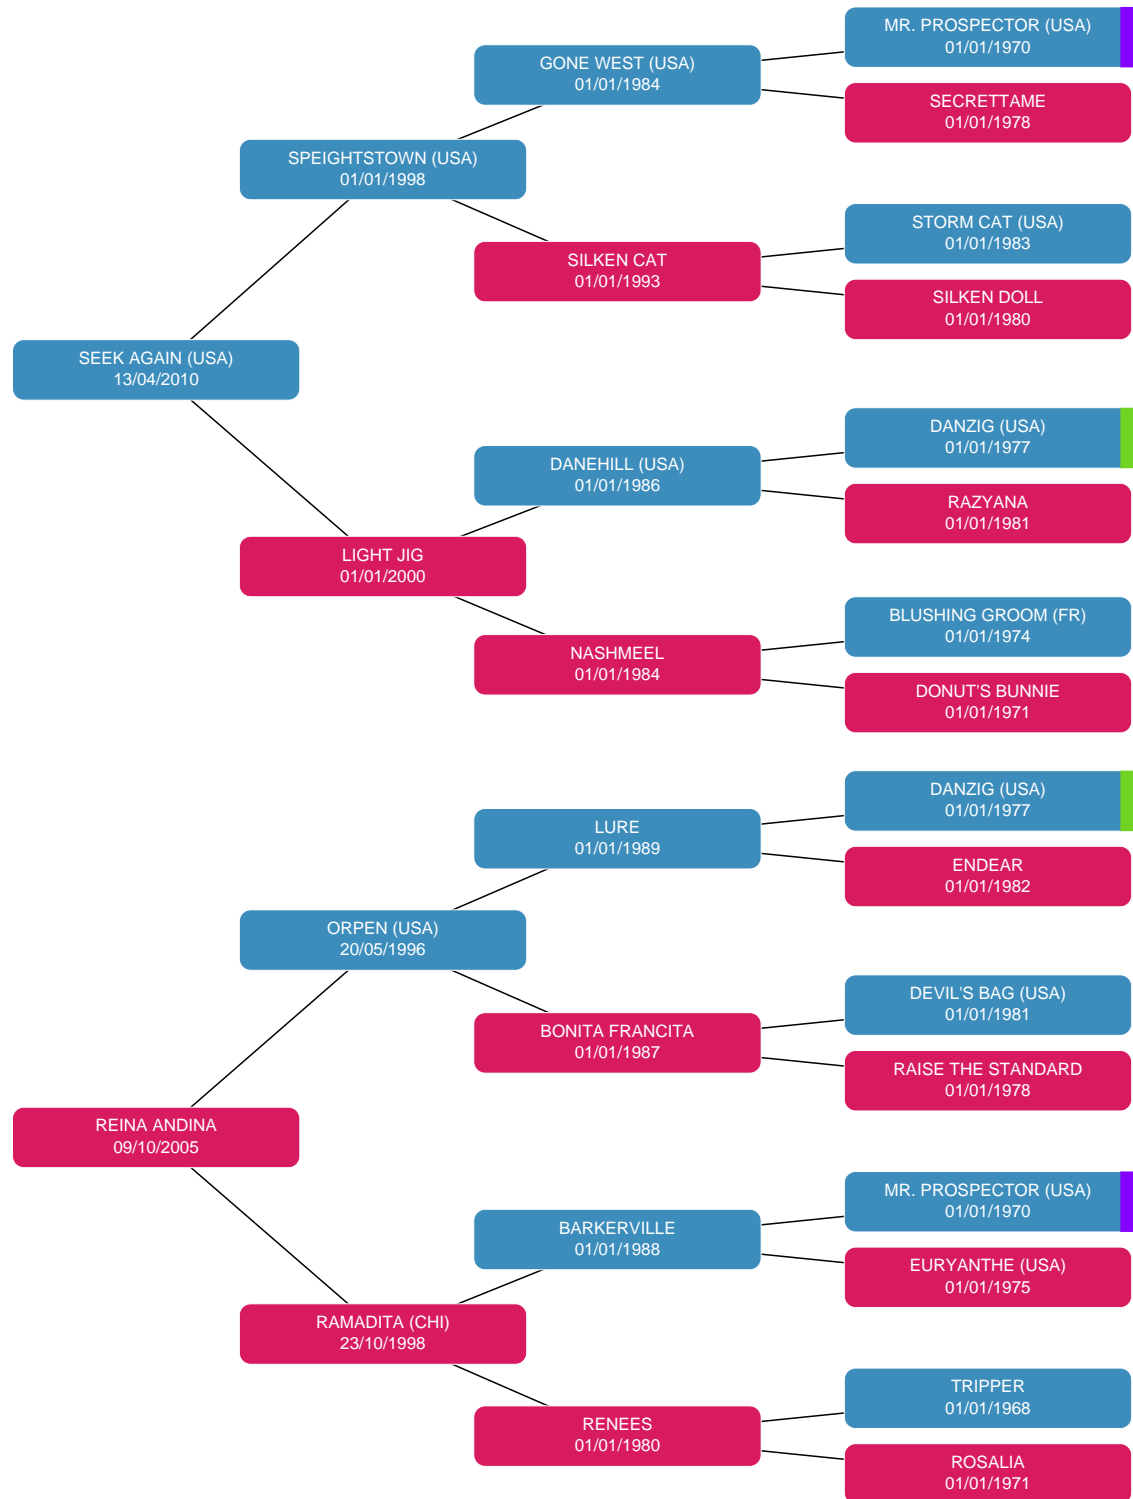 MR. PROSPECTOR (USA)
01/01/1970
GONE WEST (USA)
01/01/1984
SECRETTAME
01/01/1978
SPEIGHTSTOWN (USA)
01/01/1998
STORM CAT (USA)
01/01/1983
SILKEN CAT
01/01/1993
SILKEN DOLL
01/01/1980
SEEK AGAIN (USA)
13/04/2010
DANZIG (USA)
01/01/1977
DANEHILL (USA)
01/01/1986
RAZYANA
01/01/1981
LIGHT JIG
01/01/2000
BLUSHING GROOM (FR)
01/01/1974
NASHMEEL
01/01/1984
DONUT'S BUNNIE
01/01/1971
DANZIG (USA)
01/01/1977
LURE
01/01/1989
ENDEAR
01/01/1982
ORPEN (USA)
20/05/1996
DEVIL'S BAG (USA)
01/01/1981
BONITA FRANCITA
01/01/1987
RAISE THE STANDARD
01/01/1978
REINA ANDINA
09/10/2005
MR. PROSPECTOR (USA)
01/01/1970
BARKERVILLE
01/01/1988
EURYANTHE (USA)
01/01/1975
RAMADITA (CHI)
23/10/1998
TRIPPER
01/01/1968
RENEES
01/01/1980
ROSALIA
01/01/1971